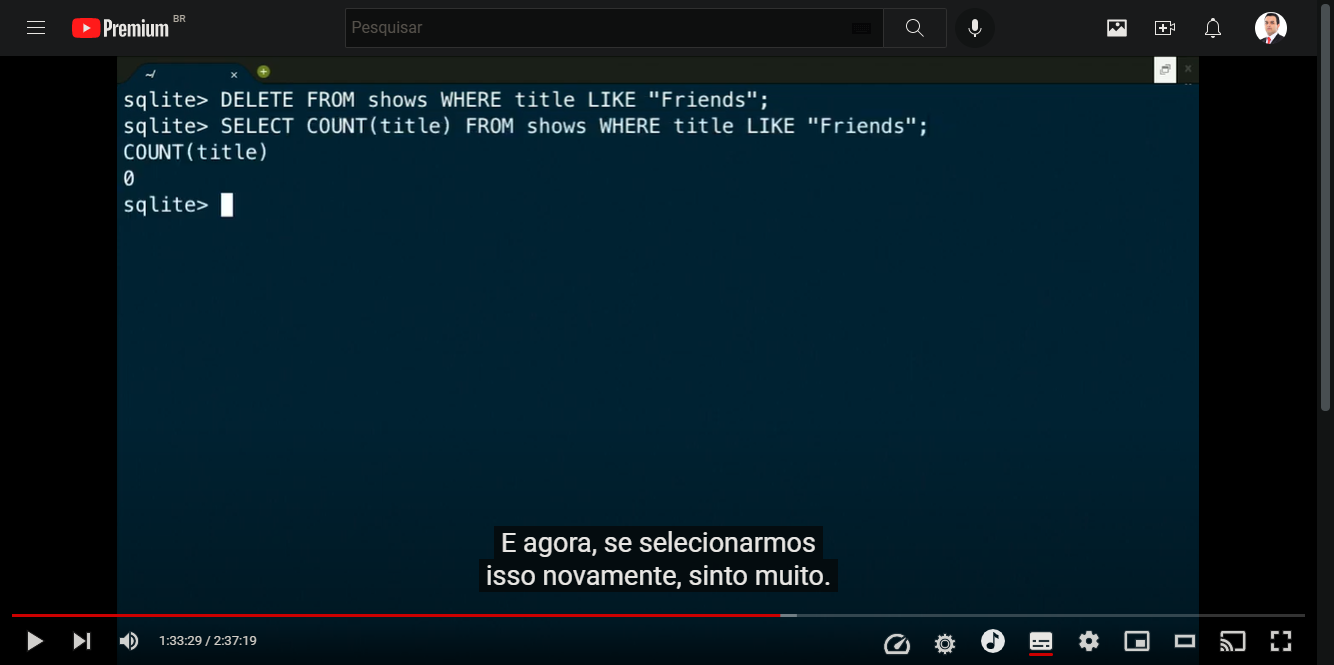 Premium BR
Pesquisar
sqlite> DELETE FROM shows WHERE title LIKE "Friends";
sqlite> SELECT COUNT(title) FROM shows WHERE title LIKE "Friends";
COUNT(title)
0
sqlite>
E agora, se selecionarmos
isso novamente, sinto muito.
1:33:29 / 2:37:19